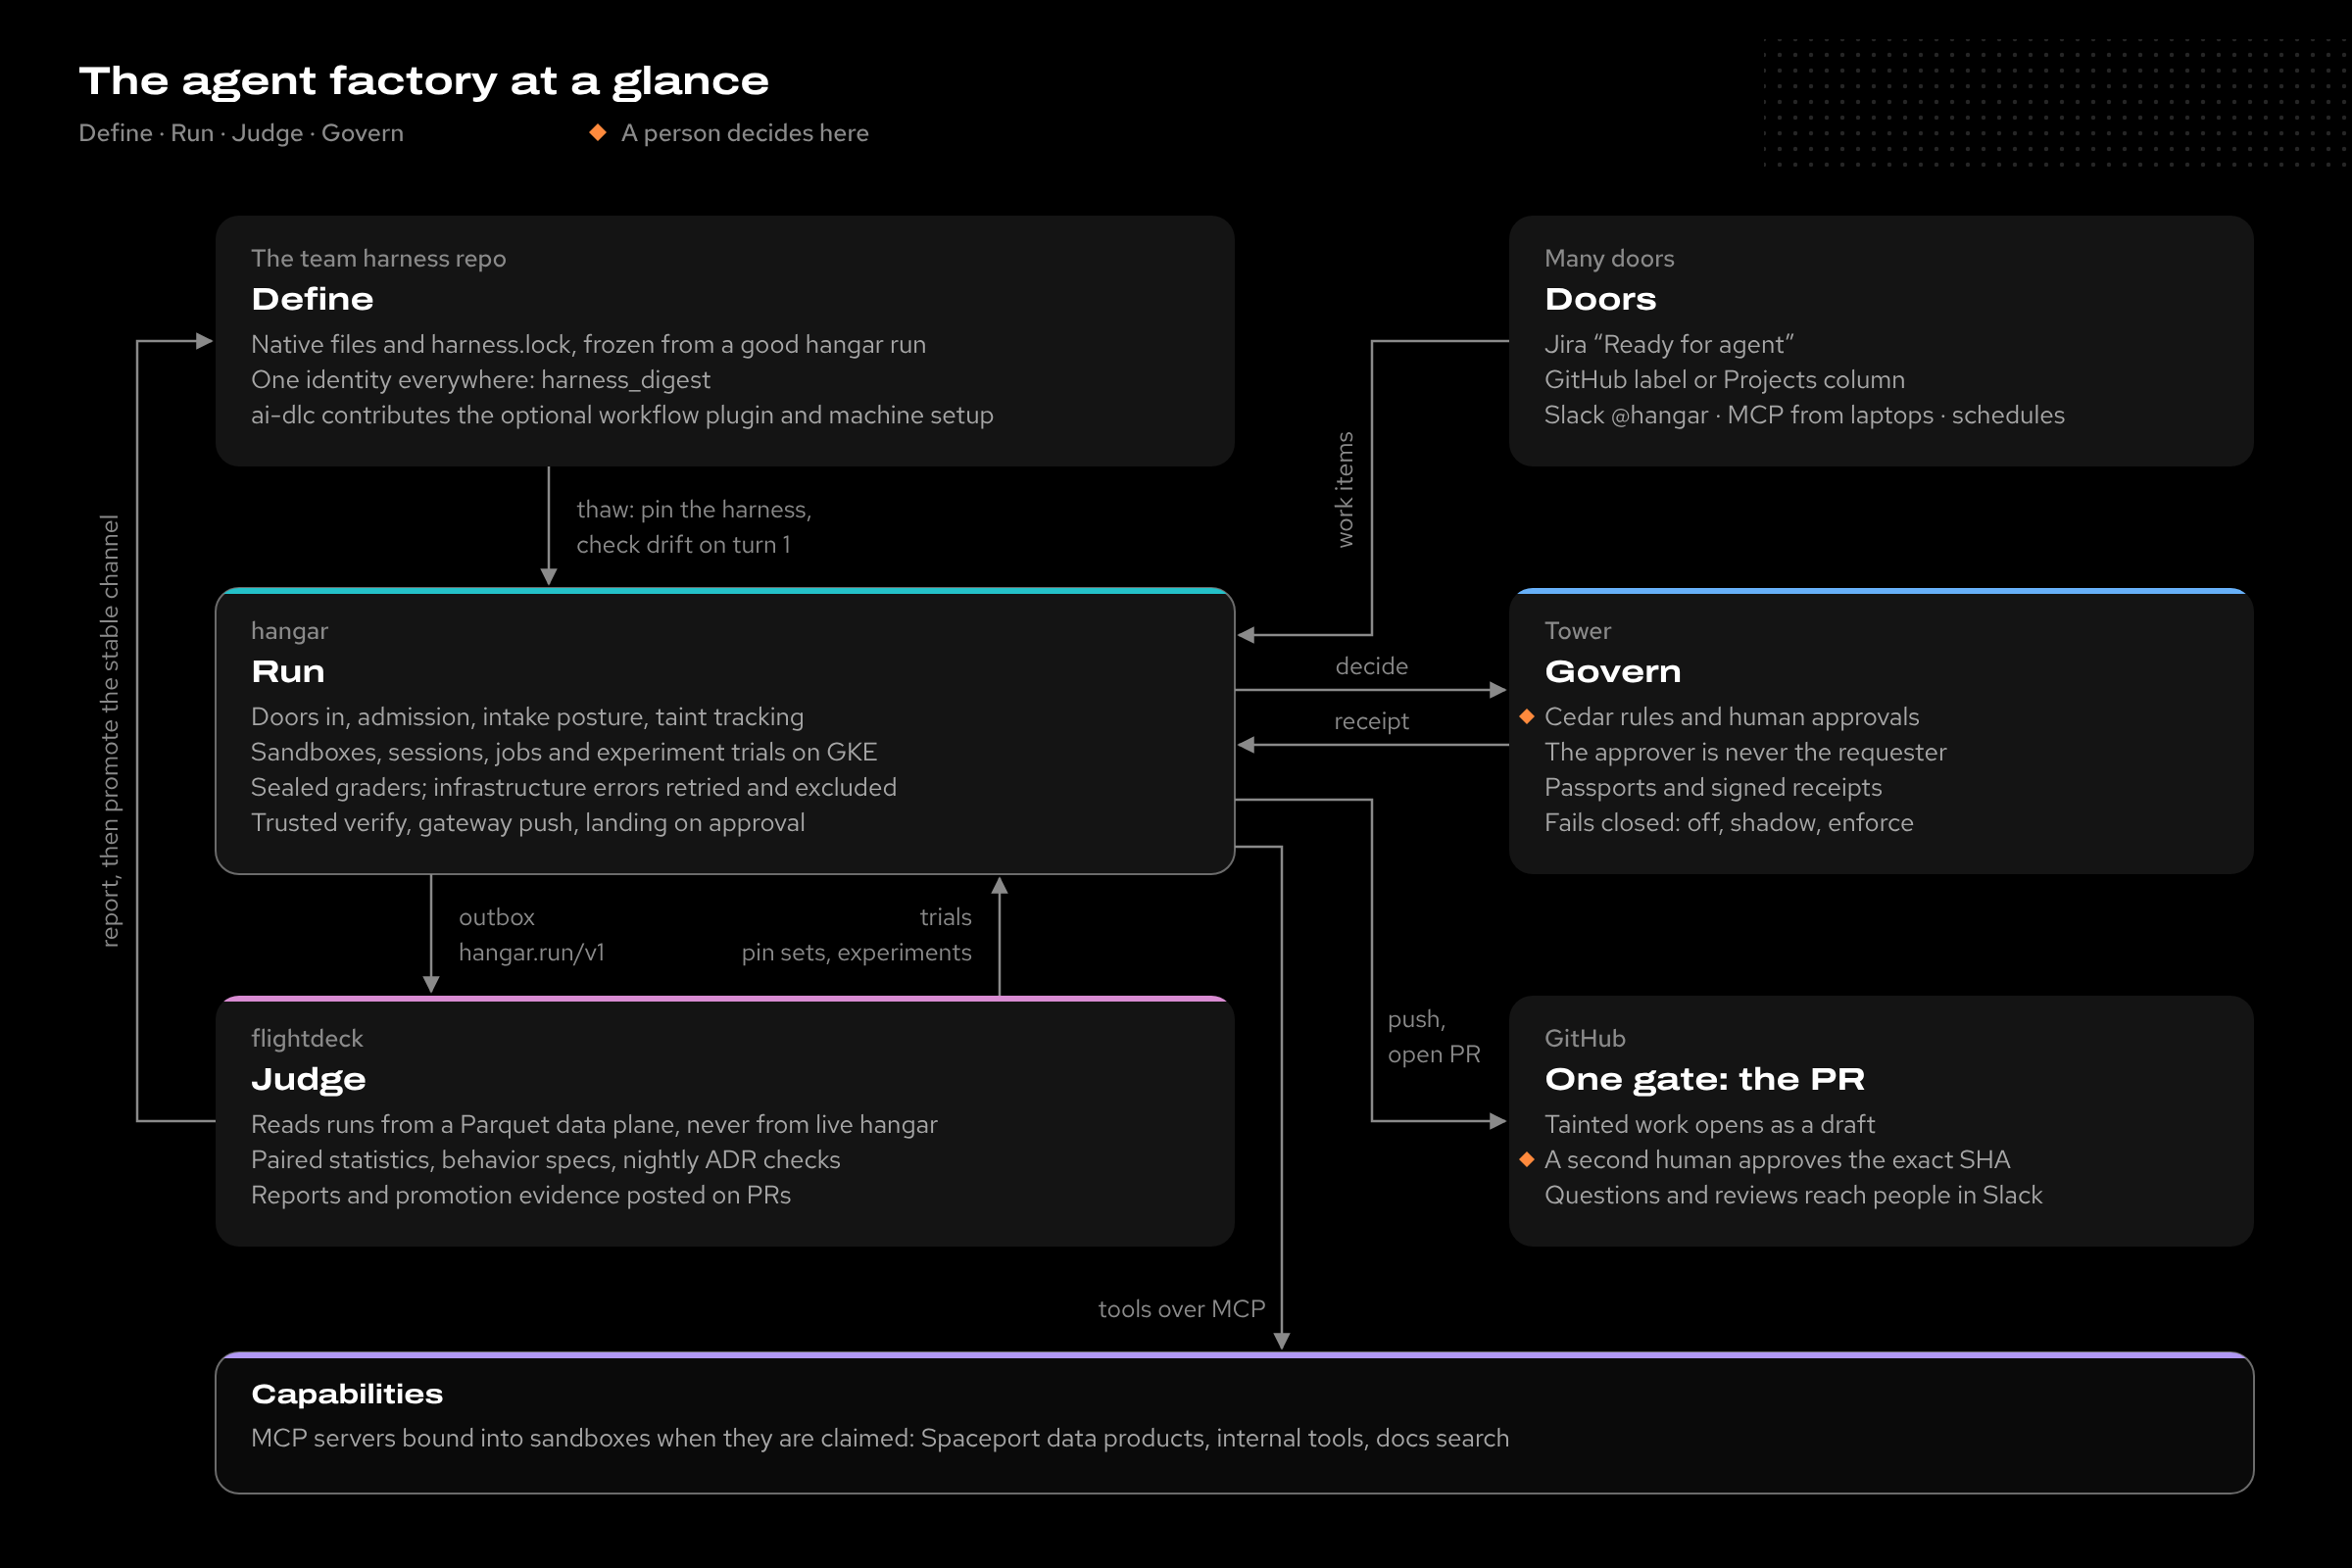 The agent factory at a glance
Define · Run · Judge · Govern
A person decides here
The team harness repo
Define
Native files and harness.lock, frozen from a good hangar run
One identity everywhere: harness_digest
ai-dlc contributes the optional workflow plugin and machine setup
Many doors
Doors
Jira “Ready for agent”
GitHub label or Projects column
Slack @hangar · MCP from laptops · schedules
thaw: pin the harness,
check drift on turn 1
work items
report, then promote the stable channel
hangar
Run
Doors in, admission, intake posture, taint tracking
Sandboxes, sessions, jobs and experiment trials on GKE
Sealed graders; infrastructure errors retried and excluded
Trusted verify, gateway push, landing on approval
decide
receipt
Tower
Govern
Cedar rules and human approvals
The approver is never the requester
Passports and signed receipts
Fails closed: off, shadow, enforce
outbox
hangar.run/v1
trials
pin sets, experiments
push,
open PR
flightdeck
Judge
Reads runs from a Parquet data plane, never from live hangar
Paired statistics, behavior specs, nightly ADR checks
Reports and promotion evidence posted on PRs
GitHub
One gate: the PR
Tainted work opens as a draft
A second human approves the exact SHA
Questions and reviews reach people in Slack
tools over MCP
Capabilities
MCP servers bound into sandboxes when they are claimed: Spaceport data products, internal tools, docs search